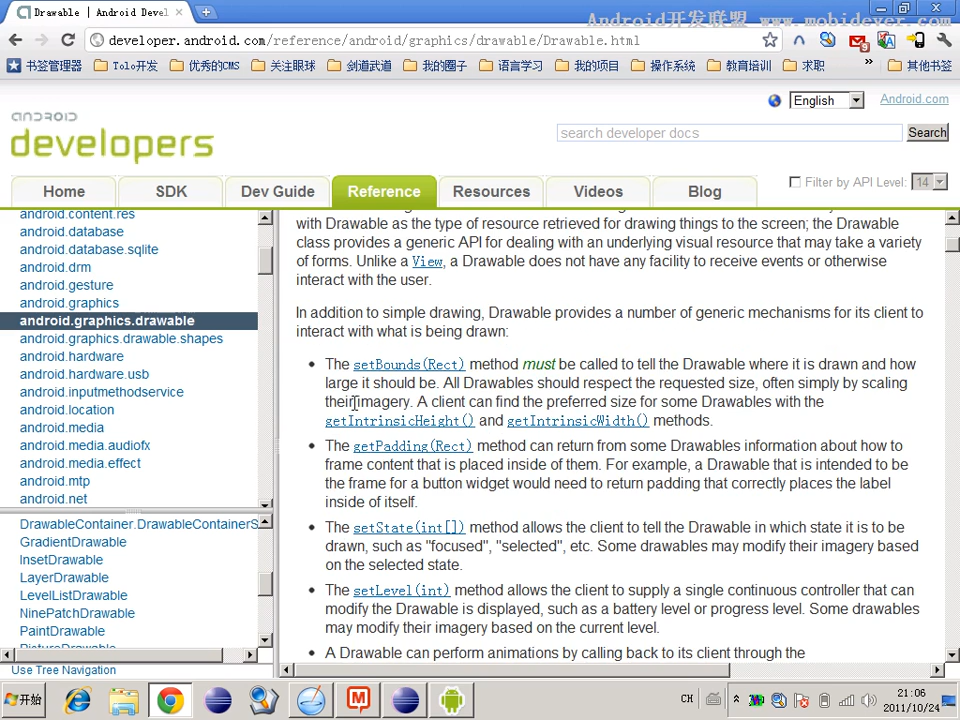 Drawable | Android Devel
Android开发联盟 www.mobidever.com
developer.android.com/reference/android/graphics/drawable/Drawable.html
书签管理器 Tolo开发 优秀的CMS 关注眼球 剑道武道 我的圈子 语言学习 我的项目 操作系统 教育培训 求职 » 其他书签
English Android.com
android
developers
search developer docs Search
Home SDK Dev Guide Reference Resources Videos Blog Filter by API Level: 14
android.content.res
android.database
android.database.sqlite
android.drm
android.gesture
android.graphics
android.graphics.drawable
android.graphics.drawable.shapes
android.hardware
android.hardware.usb
android.inputmethodservice
android.location
android.media
android.media.audiofx
android.media.effect
android.mtp
android.net
DrawableContainer.DrawableContainerS
GradientDrawable
InsetDrawable
LayerDrawable
LevelListDrawable
NinePatchDrawable
PaintDrawable
PictureDrawable
Use Tree Navigation
with Drawable as the type of resource retrieved for drawing things to the screen; the Drawable
class provides a generic API for dealing with an underlying visual resource that may take a variety
of forms. Unlike a View, a Drawable does not have any facility to receive events or otherwise
interact with the user.
In addition to simple drawing, Drawable provides a number of generic mechanisms for its client to
interact with what is being drawn:
• The setBounds(Rect) method must be called to tell the Drawable where it is drawn and how
large it should be. All Drawables should respect the requested size, often simply by scaling
their imagery. A client can find the preferred size for some Drawables with the
getIntrinsicHeight() and getIntrinsicWidth() methods.
• The getPadding(Rect) method can return from some Drawables information about how to
frame content that is placed inside of them. For example, a Drawable that is intended to be
the frame for a button widget would need to return padding that correctly places the label
inside of itself.
• The setState(int[]) method allows the client to tell the Drawable in which state it is to be
drawn, such as "focused", "selected", etc. Some drawables may modify their imagery based
on the selected state.
• The setLevel(int) method allows the client to supply a single continuous controller that can
modify the Drawable is displayed, such as a battery level or progress level. Some drawables
may modify their imagery based on the current level.
• A Drawable can perform animations by calling back to its client through the
开始 CH 21:06
2011/10/24